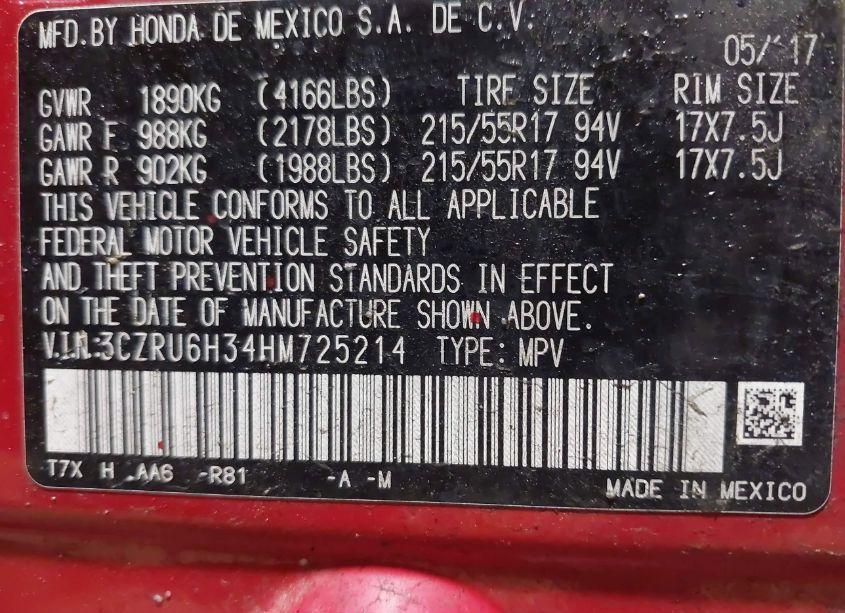 MFD.BY HONDA DE MEXICO S.A. DE C.V.
05/'17
GVWR 1890KG (4166LBS) TIRE SIZE RIM SIZE
GAWR F 988KG (2178LBS) 215/55R17 94V 17X7.5J
GAWR R 902KG (1988LBS) 215/55R17 94V 17X7.5J
THIS VEHICLE CONFORMS TO ALL APPLICABLE
FEDERAL MOTOR VEHICLE SAFETY
AND THEFT PREVENTION STANDARDS IN EFFECT
ON THE DATE OF MANUFACTURE SHOWN ABOVE.
V.I.N:3CZRU6H34HM725214 TYPE: MPV
T7X H AA6 -R81 -A -M
MADE IN MEXICO